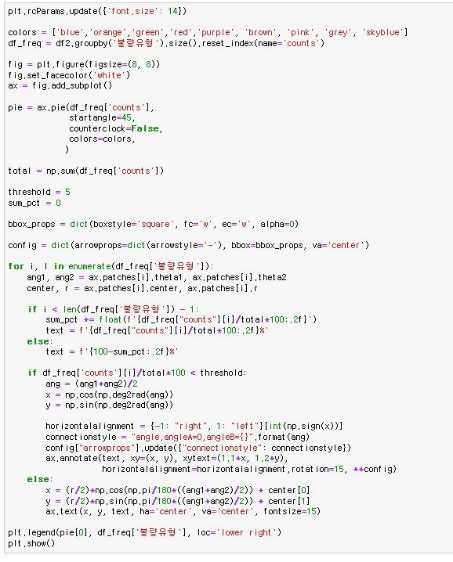 plt.rcParams.update({'font.size': 14})
colors = ['blue','orange','green','red','purple', 'brown', 'pink', 'grey', 'skyblue']
df_freq = df2.groupby('불량유형').size().reset_index(name='counts')
fig = plt.figure(figsize=(8, 8))
fig.set_facecolor('white')
ax = fig.add_subplot()
pie = ax.pie(df_freq['counts'],
startangle=45,
counterclock=False,
colors=colors,
)
total = np.sum(df_freq['counts'])
threshold = 5
sum_pct = 0
bbox_props = dict(boxstyle='square', fc='w', ec='w', alpha=0)
config = dict(arrowprops=dict(arrowstyle='-'), bbox=bbox_props, va='center')
for i, l in enumerate(df_freq['불량유형']):
ang1, ang2 = ax.patches[i].theta1, ax.patches[i].theta2
center, r = ax.patches[i].center, ax.patches[i].r
if i < len(df_freq['불량유형']) - 1:
sum_pct += float(f'{df_freq["counts"][i]/total*100:.2f}')
text = f'{df_freq["counts"][i]/total*100:.2f}%'
else:
text = f'{100-sum_pct:.2f}%'
if df_freq['counts'][i]/total*100 < threshold:
ang = (ang1+ang2)/2
x = np.cos(np.deg2rad(ang))
y = np.sin(np.deg2rad(ang))
horizontalalignment = {-1: "right", 1: "left"}[int(np.sign(x))]
connectionstyle = "angle,angleA=0,angleB={}".format(ang)
config["arrowprops"].update({"connectionstyle": connectionstyle})
ax.annotate(text, xy=(x, y), xytext=(1.1*x, 1.2*y),
horizontalalignment=horizontalalignment,rotation=15, **config)
else:
x = (r/2)*np.cos(np.pi/180*((ang1+ang2)/2)) + center[0]
y = (r/2)*np.sin(np.pi/180*((ang1+ang2)/2)) + center[1]
ax.text(x, y, text, ha='center', va='center', fontsize=15)
plt.legend(pie[0], df_freq['불량유형'], loc='lower right')
plt.show()